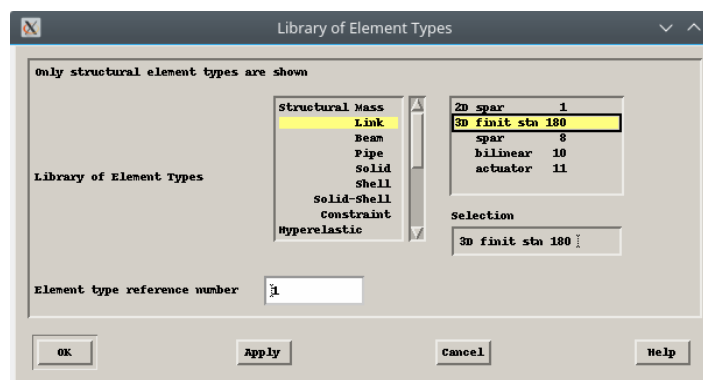 Library of Element Types
Only structural element types are shown
Library of Element Types
Structural Mass
Link
Beam
Pipe
Solid
Shell
Solid-Shell
Constraint
Hyperelastic
2D spar 1
3D finit stn 180
spar 8
bilinear 10
actuator 11
Selection
3D finit stn 180
Element type reference number
1
OK
Apply
Cancel
Help